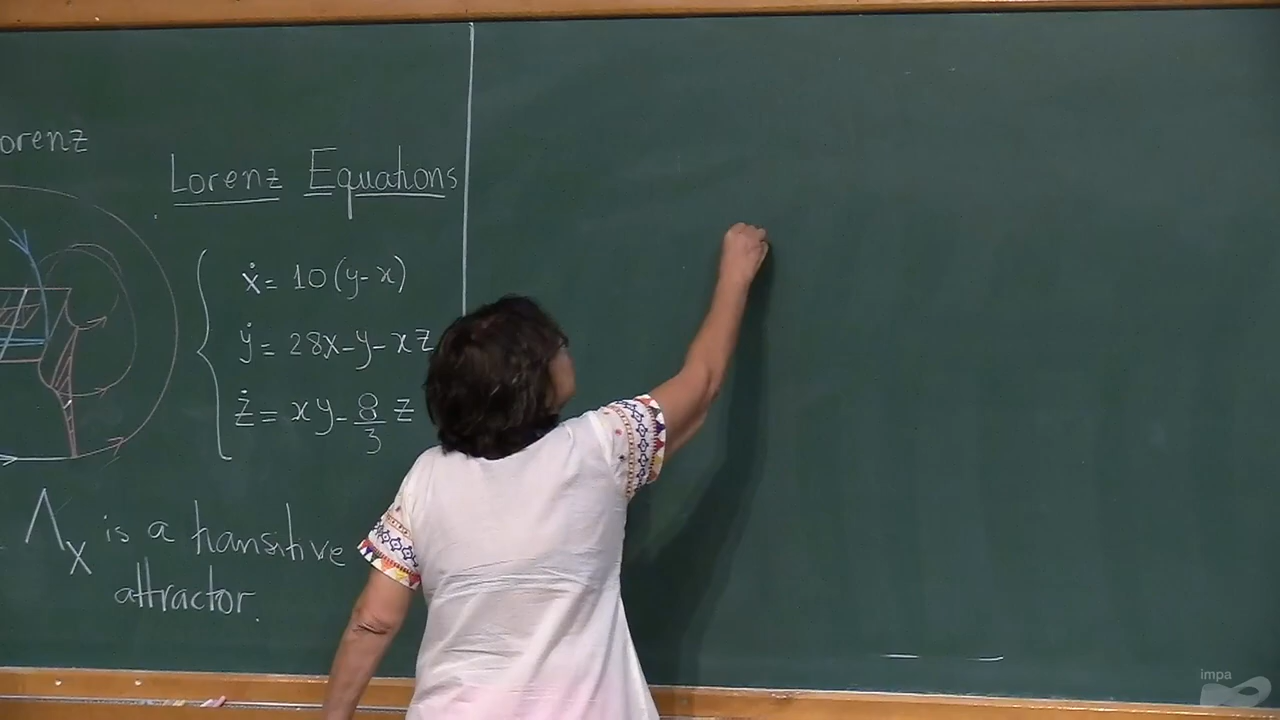 orenz
Lorenz Equations
ẋ = 10(y-x)
ẏ = 28x-y-xz
ż = xy-8/3 z
Λ_X is a transitive
attractor.
impa